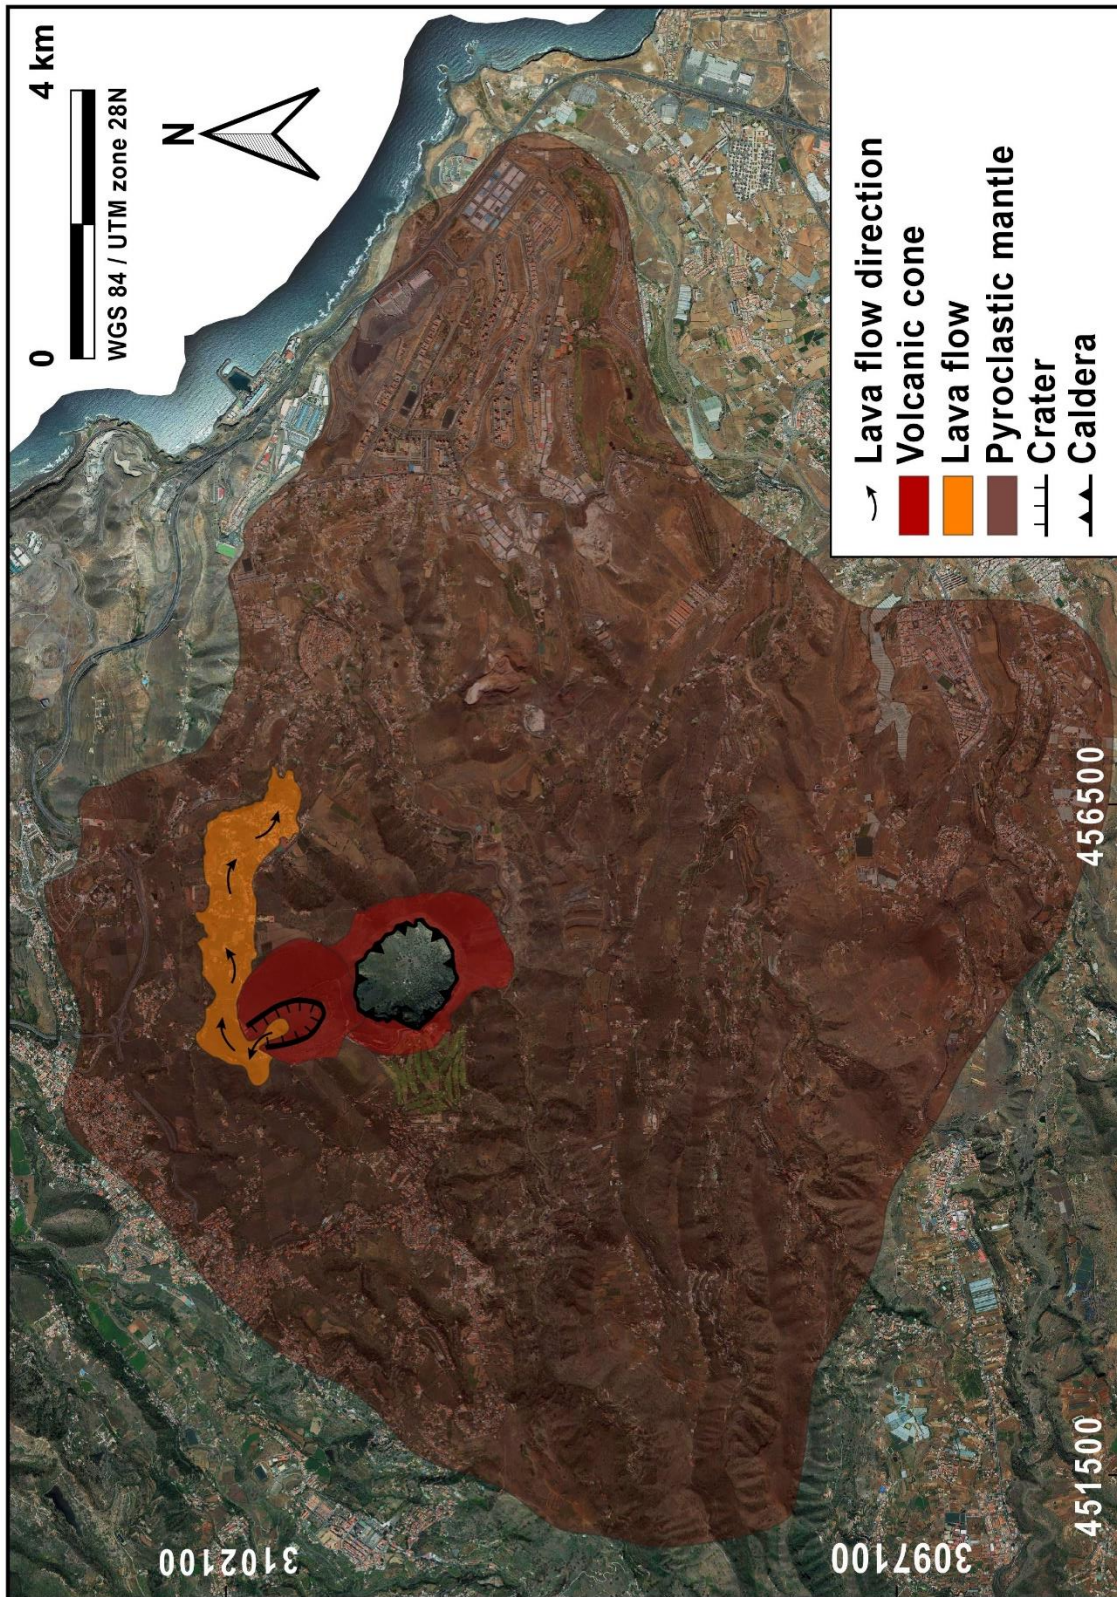 0 4 km
WGS 84 / UTM zone 28N
N
Lava flow direction
Volcanic cone
Lava flow
Pyroclastic mantle
Crater
Caldera
3102100
3097100
451500
456500